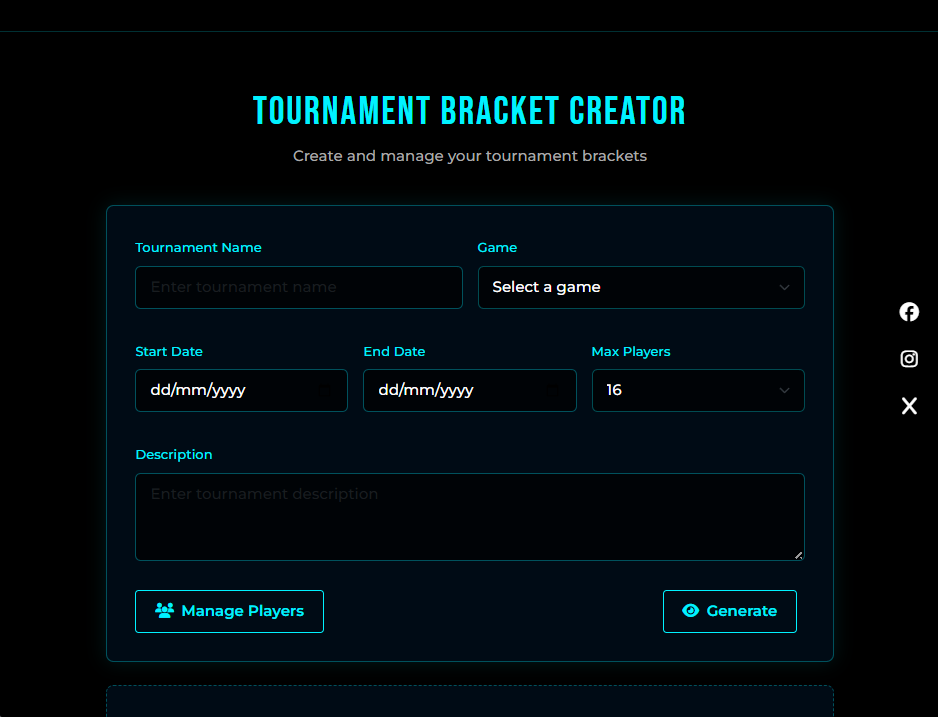 TOURNAMENT BRACKET CREATOR
Create and manage your tournament brackets
Tournament Name
Game
Enter tournament name
Select a game
Start Date
End Date
Max Players
dd/mm/yyyy
dd/mm/yyyy
16
Description
Enter tournament description
Manage Players
Generate